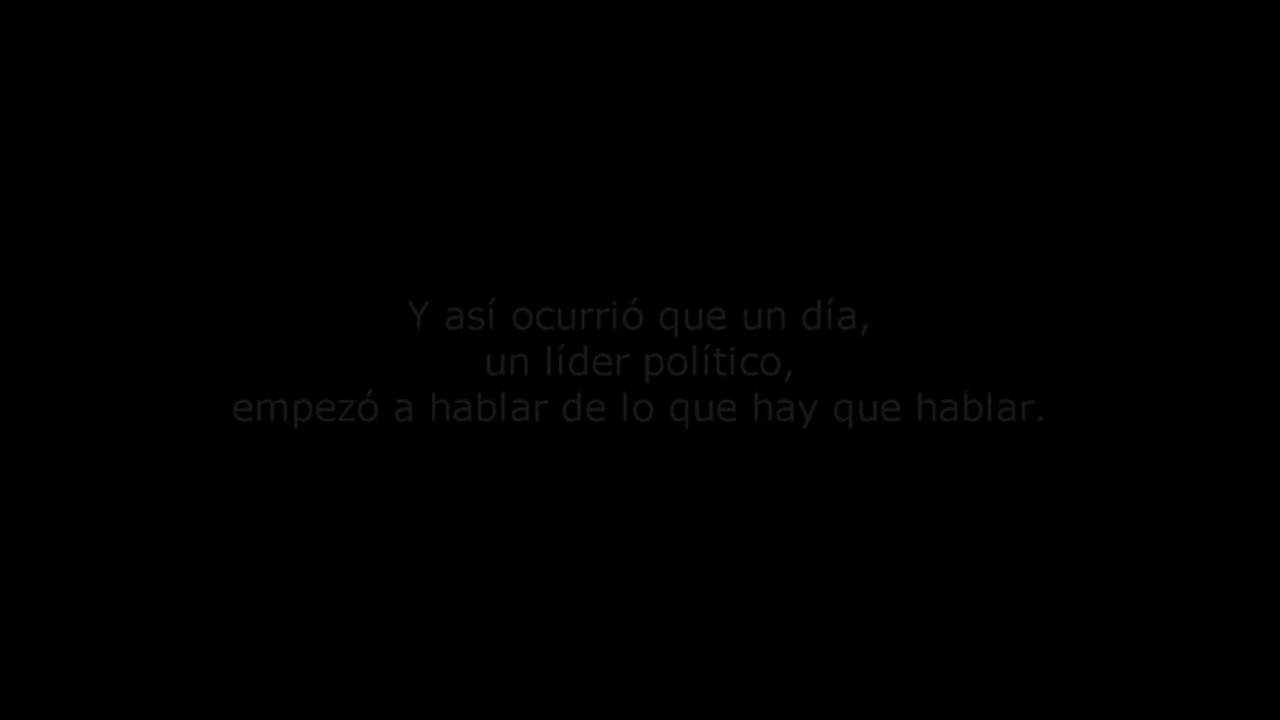 Y así ocurrió que un día,
un líder político,
empezó a hablar de lo que hay que hablar.